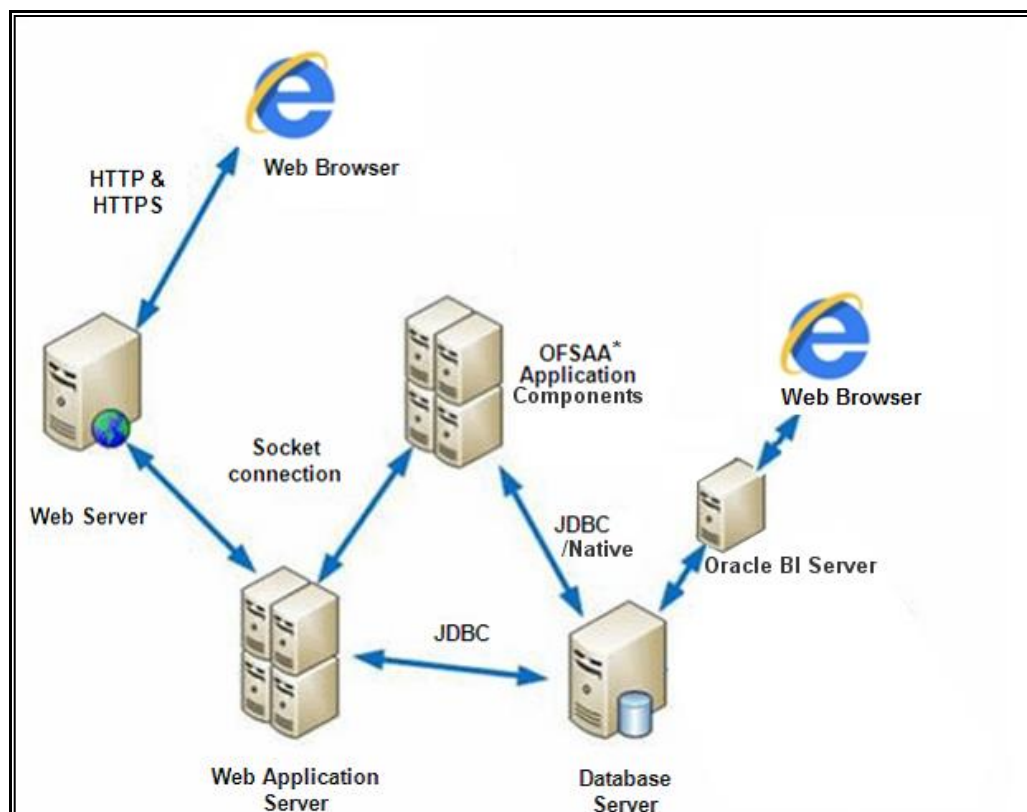 Web Browser
HTTP &
HTTPS
OFSAA*
Application
Components
Web Browser
Socket
connection
Web Server
JDBC
/Native
Oracle BI Server
JDBC
Web Application
Server
Database
Server